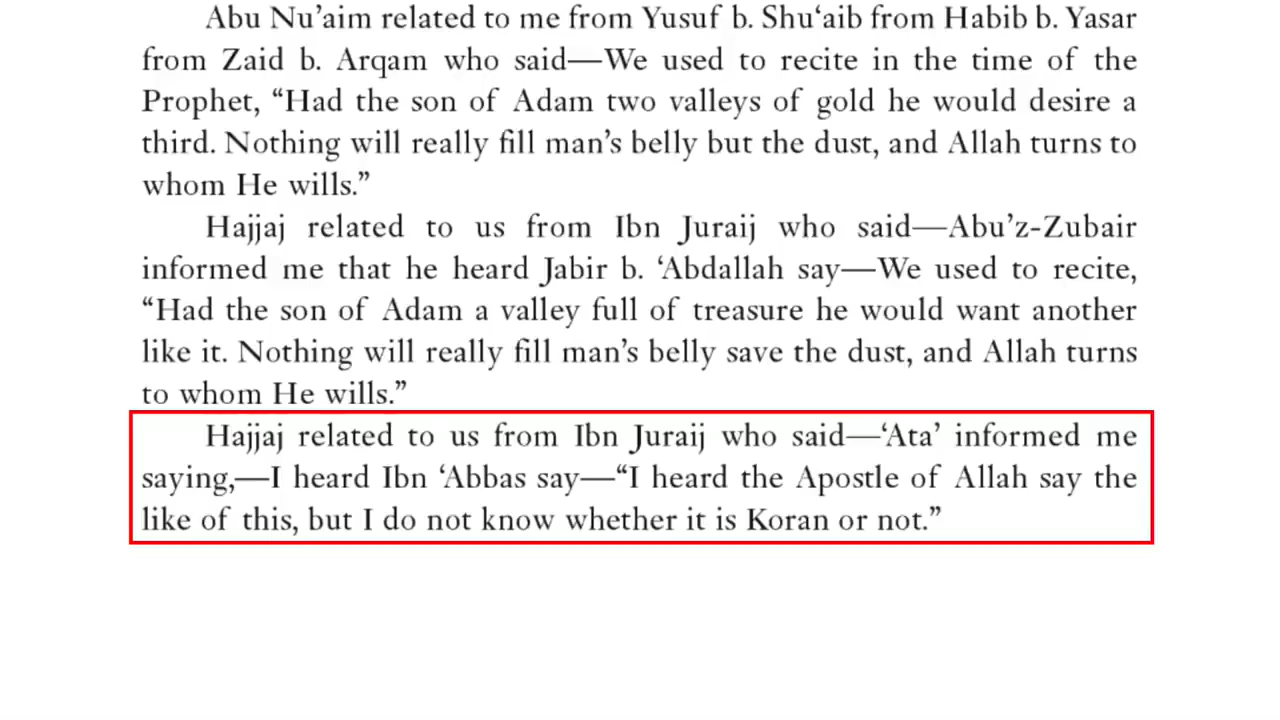 Abu Nu’aim related to me from Yusuf b. Shu‘aib from Habib b. Yasar
from Zaid b. Arqam who said—We used to recite in the time of the
Prophet, “Had the son of Adam two valleys of gold he would desire a
third. Nothing will really fill man’s belly but the dust, and Allah turns to
whom He wills.”
Hajjaj related to us from Ibn Juraij who said—Abu’z-Zubair
informed me that he heard Jabir b. ‘Abdallah say—We used to recite,
“Had the son of Adam a valley full of treasure he would want another
like it. Nothing will really fill man’s belly save the dust, and Allah turns
to whom He wills.”
Hajjaj related to us from Ibn Juraij who said—‘Ata’ informed me
saying,—I heard Ibn ‘Abbas say—“I heard the Apostle of Allah say the
like of this, but I do not know whether it is Koran or not.”